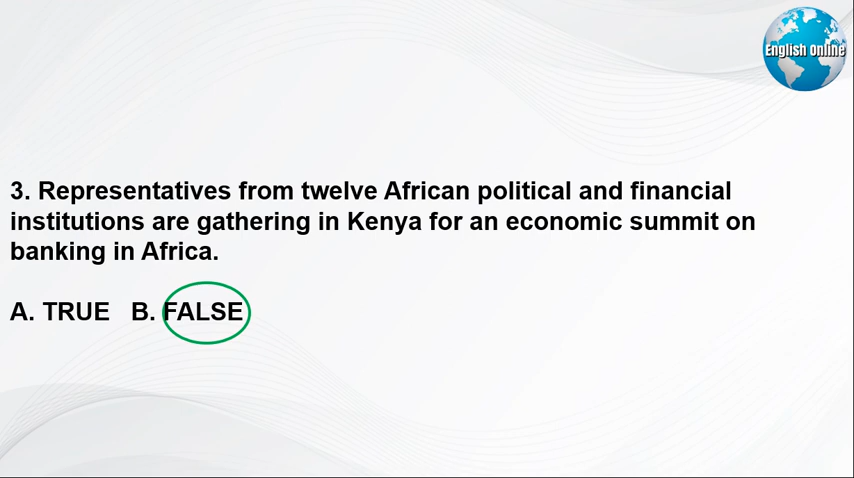 English Online
3. Representatives from twelve African political and financial
institutions are gathering in Kenya for an economic summit on
banking in Africa.
A. TRUE B. FALSE